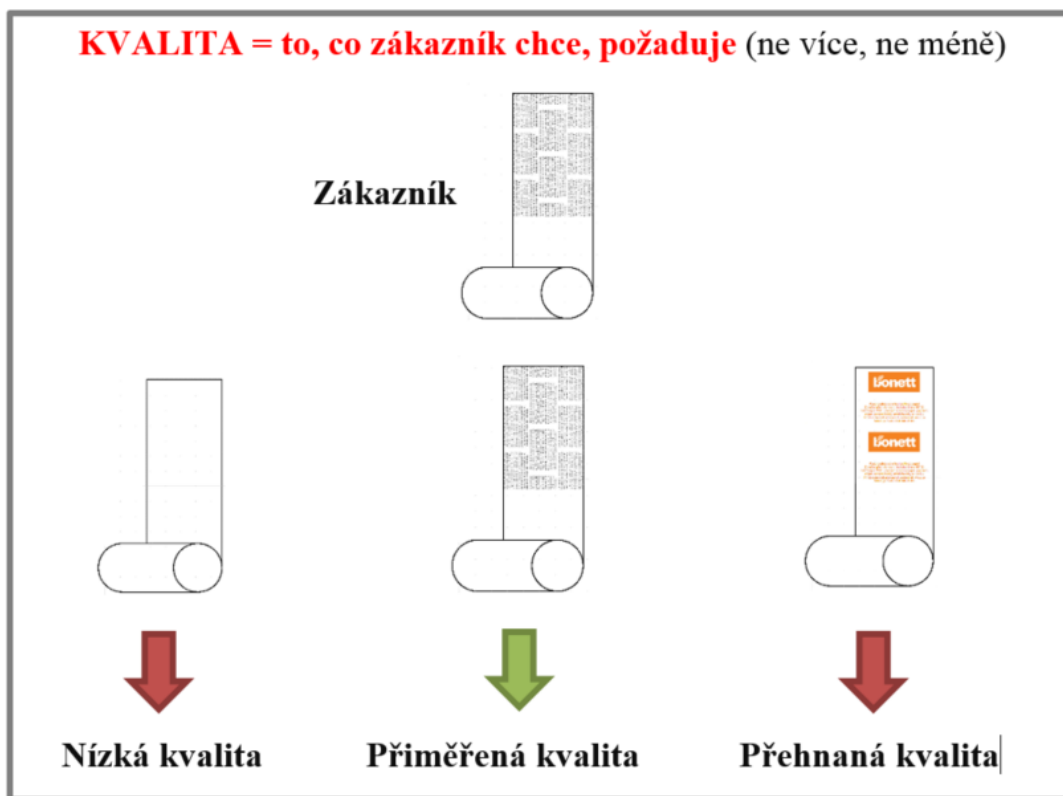 KVALITA = to, co zákazník chce, požaduje (ne více, ne méně)
Zákazník
Lionett
Lionett
Nízká kvalita
Přiměřená kvalita
Přehnaná kvalita